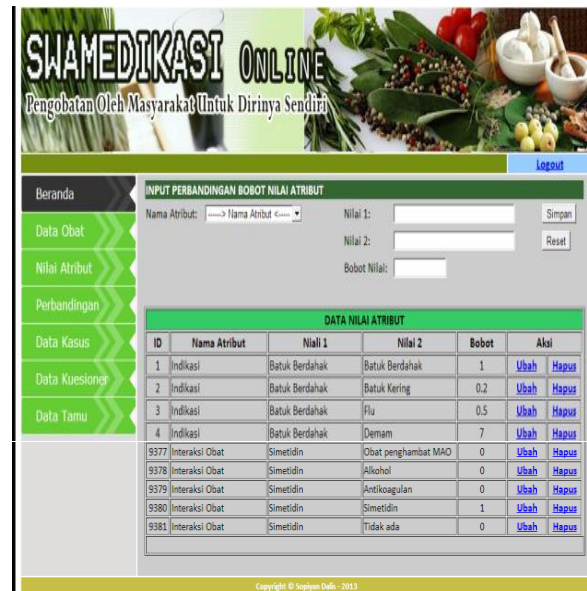 SWAMEDIKASI ONLINE
Pengobatan Oleh Masyarakat Untuk Dirinya Sendiri
Logout
Beranda
Data Obat
Nilai Atribut
Perbandingan
Data Kasus
Data Kuesioner
Data Tamu
INPUT PERBANDINGAN BOBOT NILAI ATRIBUT
Nama Atribut: -----> Nama Atribut <----- Nilai 1: Simpan
Nilai 2: Reset
Bobot Nilai:
DATA NILAI ATRIBUT
ID Nama Atribut Niali 1 Nilai 2 Bobot Aksi
1 Indikasi Batuk Berdahak Batuk Berdahak 1 Ubah Hapus
2 Indikasi Batuk Berdahak Batuk Kering 0.2 Ubah Hapus
3 Indikasi Batuk Berdahak Flu 0.5 Ubah Hapus
4 Indikasi Batuk Berdahak Demam 7 Ubah Hapus
9377 Interaksi Obat Simetidin Obat penghambat MAO 0 Ubah Hapus
9378 Interaksi Obat Simetidin Alkohol 0 Ubah Hapus
9379 Interaksi Obat Simetidin Antikoagulan 0 Ubah Hapus
9380 Interaksi Obat Simetidin Simetidin 1 Ubah Hapus
9381 Interaksi Obat Simetidin Tidak ada 0 Ubah Hapus
Copyright © Sopiyan Dalis - 2013